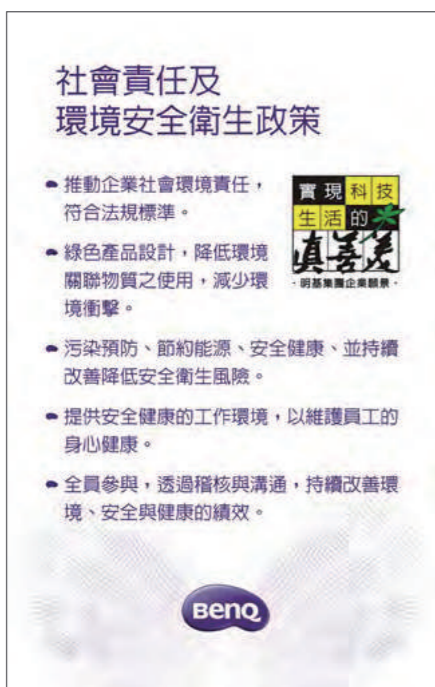 社會責任及
環境安全衛生政策
推動企業社會環境責任,
符合法規標準。
實現科技
生活的
真善美
·明基集團企業願景·
綠色產品設計,降低環境
關聯物質之使用,減少環
境衝擊。
污染預防、節約能源、安全健康、並持續
改善降低安全衛生風險。
提供安全健康的工作環境,以維護員工的
身心健康。
全員參與,透過稽核與溝通,持續改善環
境、安全與健康的績效。
BenQ